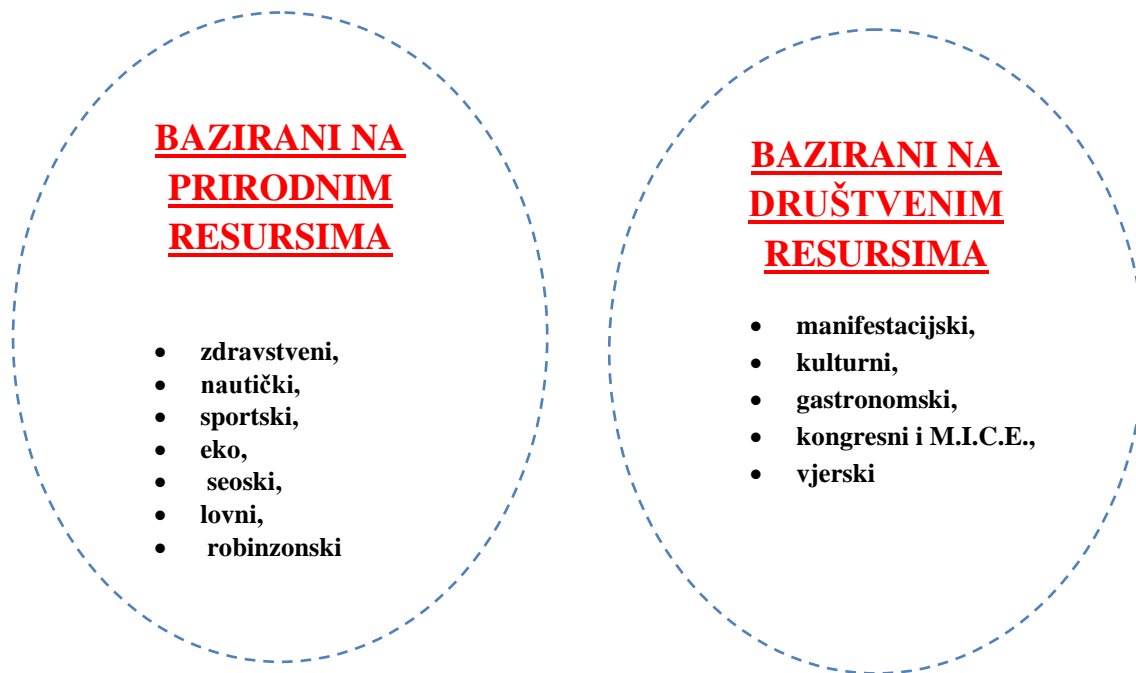 BAZIRANI NA
PRIRODNIM
RESURSIMA
• zdravstveni,
• nautički,
• sportski,
• eko,
• seoski,
• lovni,
• robinzonski
BAZIRANI NA
DRUŠTVENIM
RESURSIMA
• manifestacijski,
• kulturni,
• gastronomski,
• kongresni i M.I.C.E.,
• vjerski